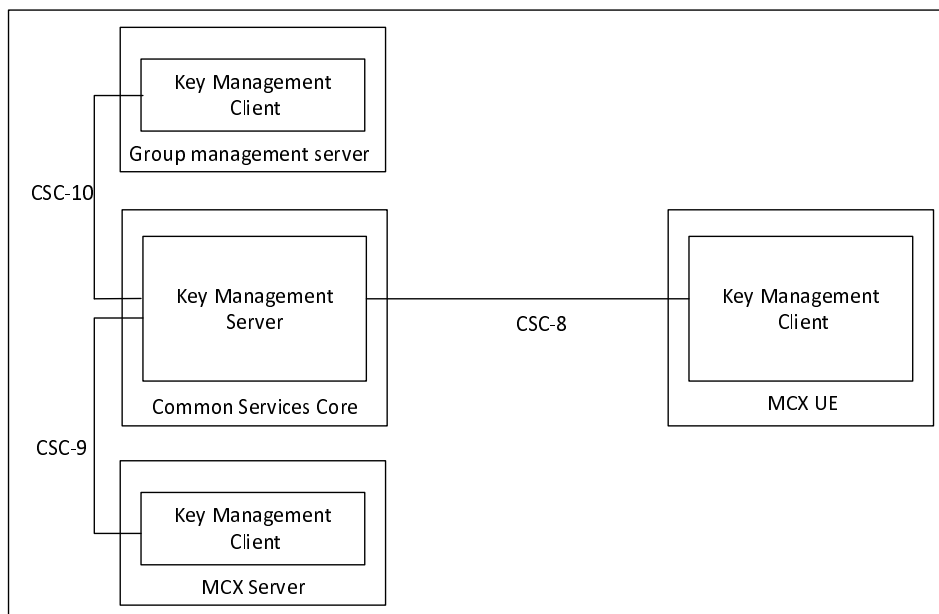 Key Management
Client
Group management server
CSC-10
Key Management
Server
Common Services Core
CSC-8
Key Management
Client
MCX UE
CSC-9
Key Management
Client
MCX Server